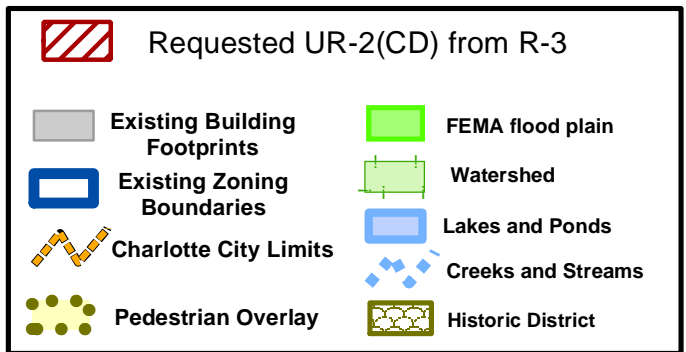 Requested UR-2(CD) from R-3
Existing Building
Footprints
Existing Zoning
Boundaries
Charlotte City Limits
Pedestrian Overlay
FEMA flood plain
Watershed
Lakes and Ponds
Creeks and Streams
Historic District